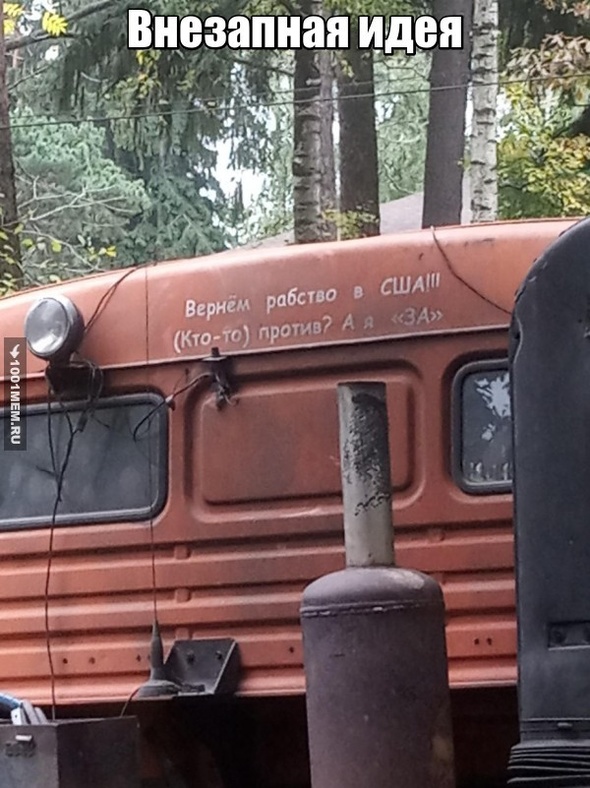 Внезапная идея
Вернём рабство в США!!!
(Кто-то) против? А я «ЗА»
1001MEM.RU